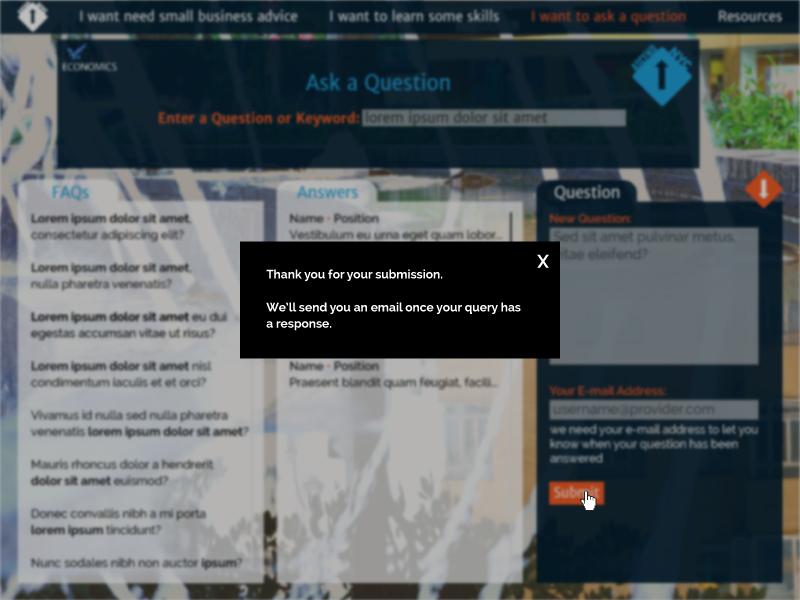 I want need small business advice
I want to learn some skills
I want to ask a question
Resources
ECONOMICS
NYC
Ask a Question
Enter a Question or Keyword: lorem ipsum dolor sit amet
FAQs
Lorem ipsum dolor sit amet,
consectetur adipiscing elit?
Lorem ipsum dolor sit amet,
nulla pharetra venenatis?
Lorem ipsum dolor sit amet eu dui
egestas accumsan vitae ut risus?
Lorem ipsum dolor sit amet nisl
condimentum iaculis et et orci?
Vivamus id nulla sed nulla pharetra
venenatis lorem ipsum dolor sit amet?
Mauris rhoncus dolor a hendrerit
dolor sit amet euismod?
Donec convallis nibh a mi porta
lorem ipsum tincidunt?
Nunc sodales nibh non auctor ipsum?
Answers
Name · Position
Vestibulum eu urna eget quam lobor...
Name · Position
Praesent blandit quam feugiat, facili...
Thank you for your submission.
X
We'll send you an email once your query has
a response.
Question
New Question:
Sed sit amet pulvinar metus,
vitae eleifend?
Your E-mail Address:
username@provider.com
we need your e-mail address to let you
know when your question has been
answered
Submit